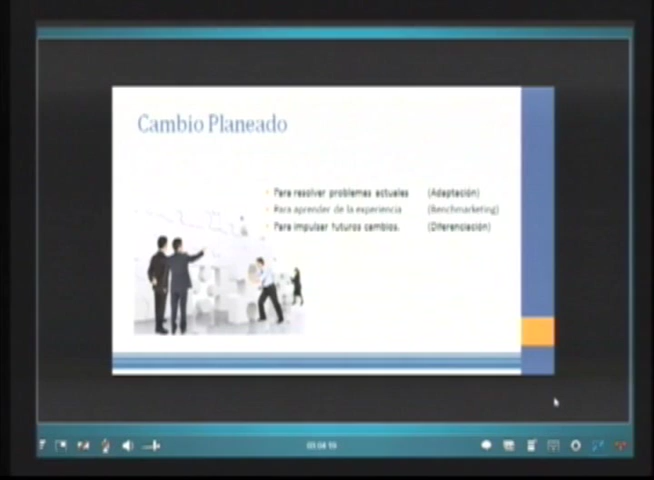 Cambio Planeado
Para resolver problemas actuales (Adaptación)
Para aprender de la experiencia (Benchmarketing)
Para impulsar futuros cambios. (Diferenciación)